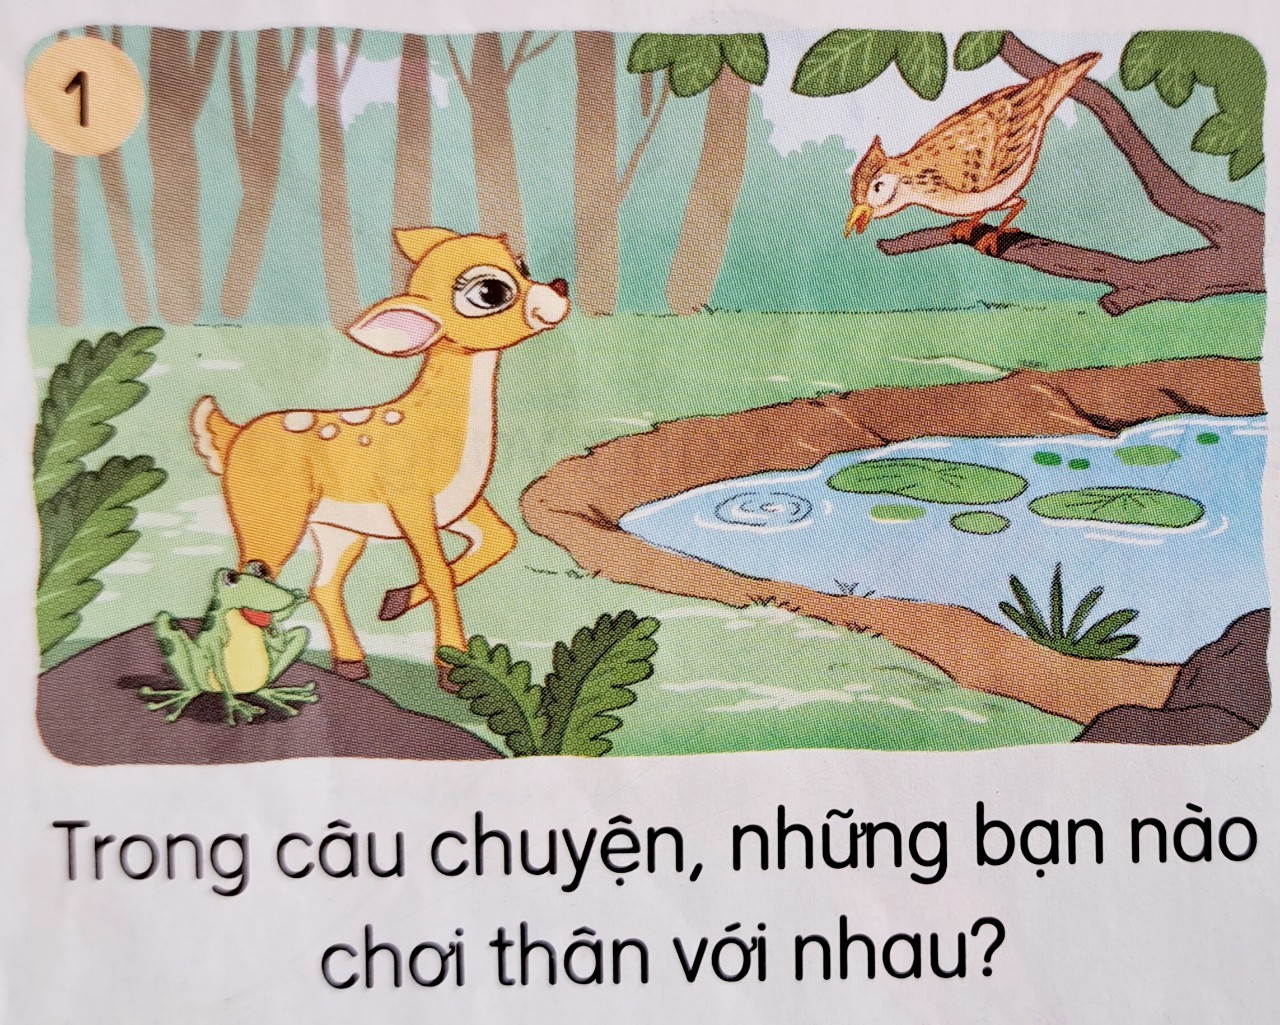 1
Trong câu chuyện, những bạn nào
chơi thân với nhau?